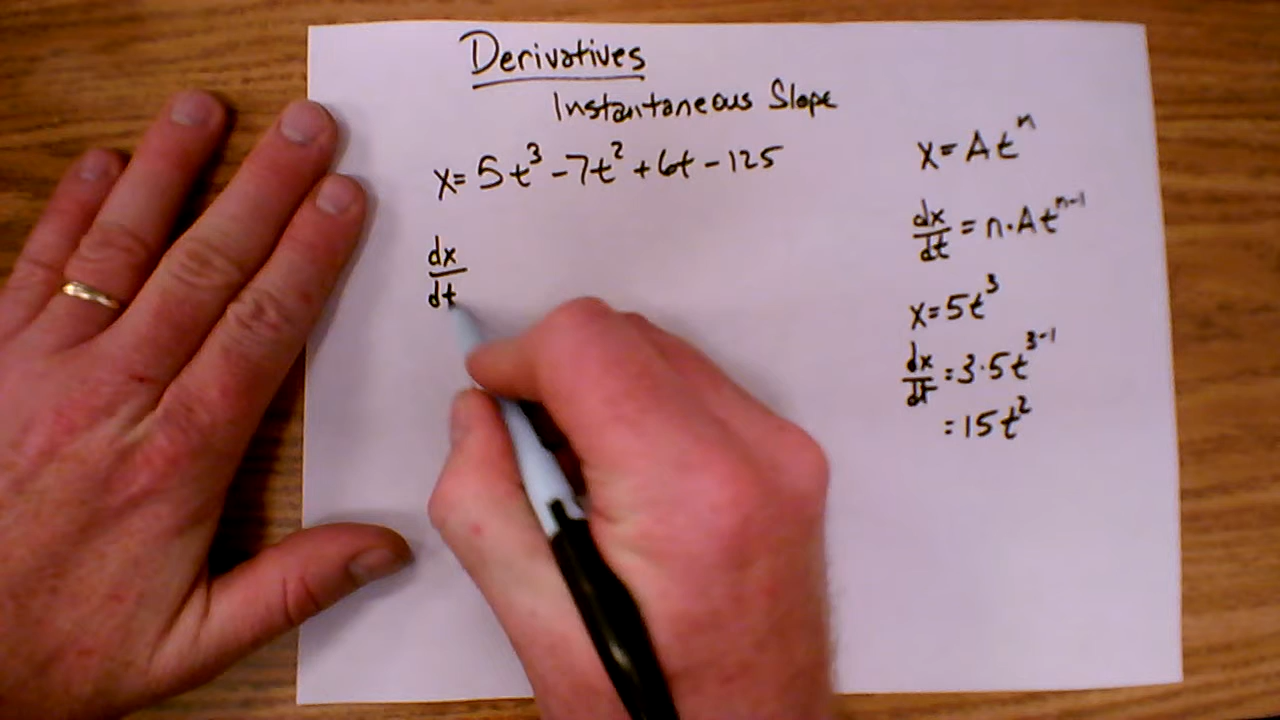 Derivatives
Instantaneous Slope
x = 5t³ - 7t² + 6t - 125
dx/dt
x = At^n
dx/dt = n·At^(n-1)
x = 5t³
dx/dt = 3·5t^(3-1)
= 15t²